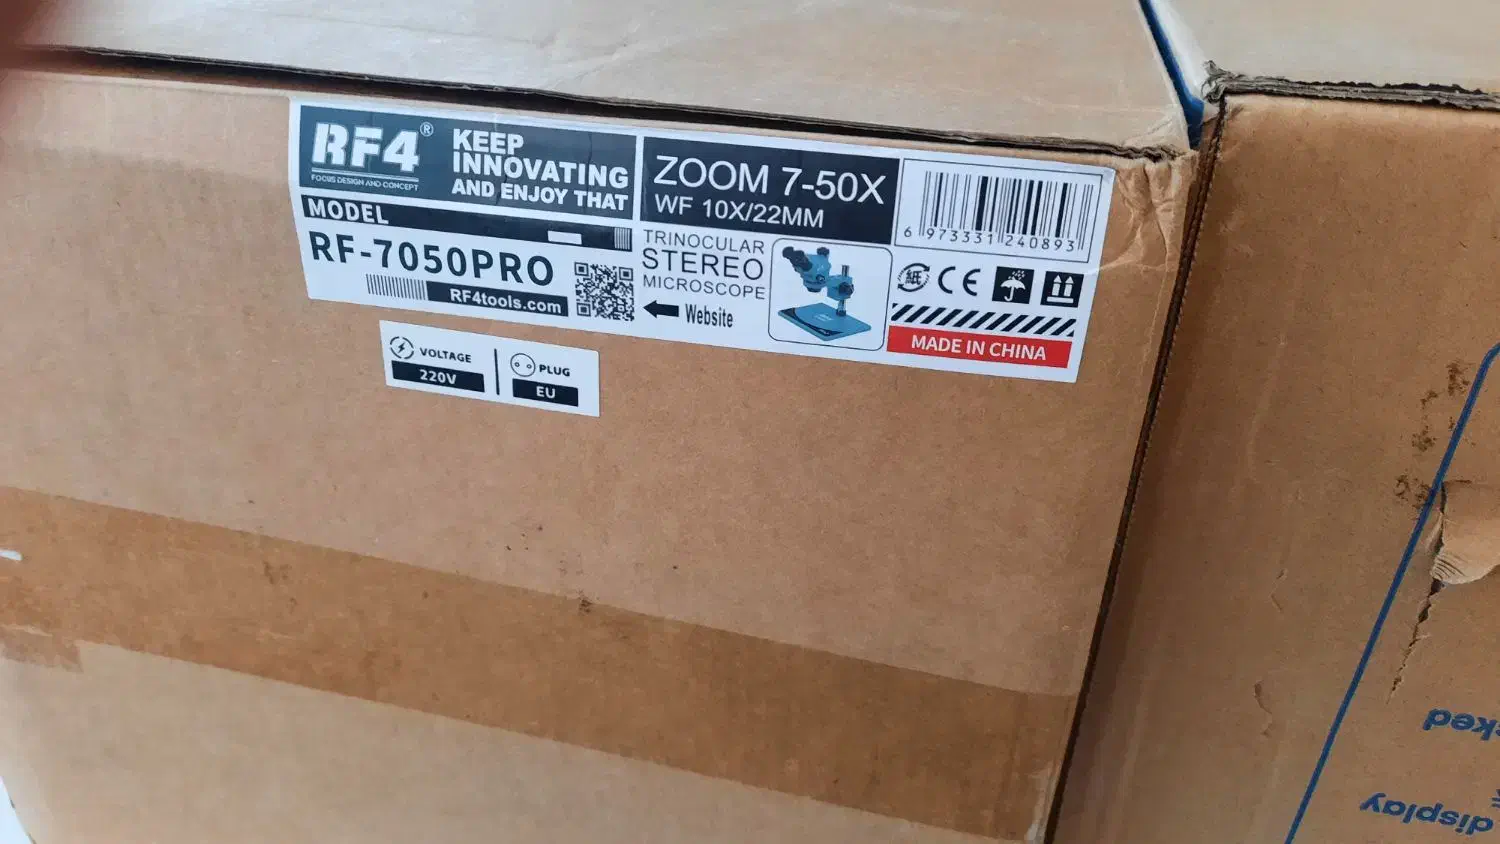 RF4®
FOCUS DESIGN AND CONCEPT
KEEP
INNOVATING
AND ENJOY THAT
MODEL
RF-7050PRO
RF4tools.com
ZOOM 7-50X
WF 10X/22MM
TRINOCULAR
STEREO
MICROSCOPE
Website
6 973331 240893
紙
CE
MADE IN CHINA
VOLTAGE
220V
PLUG
EU
display